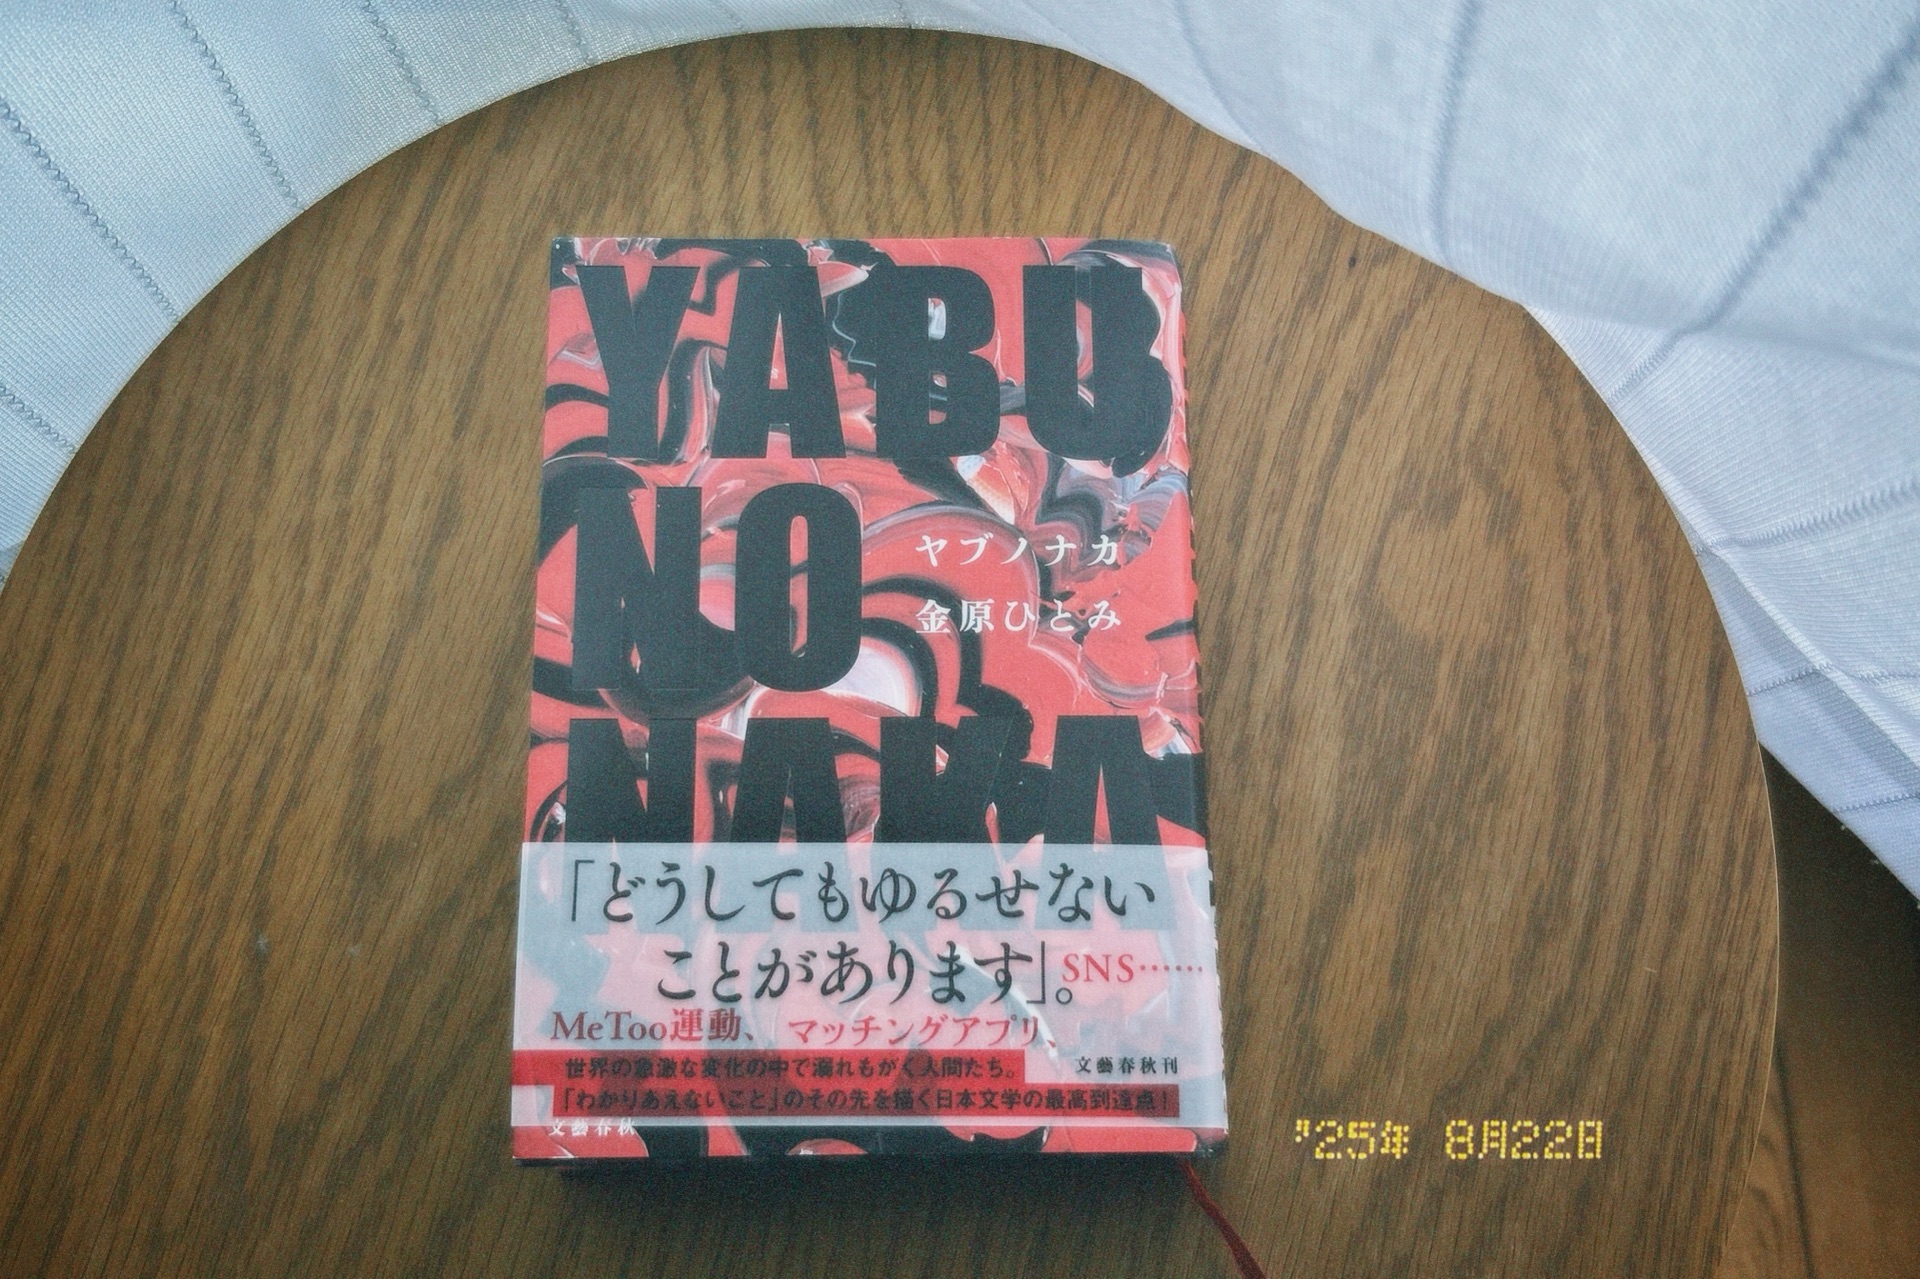 YABU
NO
ヤブノナカ
金原ひとみ
NAKA
「どうしてもゆるせない
ことがあります」。SNS……
MeToo運動、マッチングアプリ、
世界の急激な変化の中で溺れもがく人間たち。
文藝春秋刊
「わかりあえないこと」のその先を描く日本文学の最高到達点!
文藝春秋
'25年 8月22日